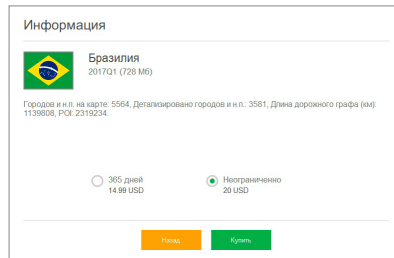 Информация
Бразилия
2017Q1 (728 Мб)
Городов и н.п. на карте: 5564, Детализировано городов и н.п.: 3581, Длина дорожного графа (км):
1139808, POI: 2319234.
365 дней
14.99 USD
Неограниченно
20 USD
Назад
Купить